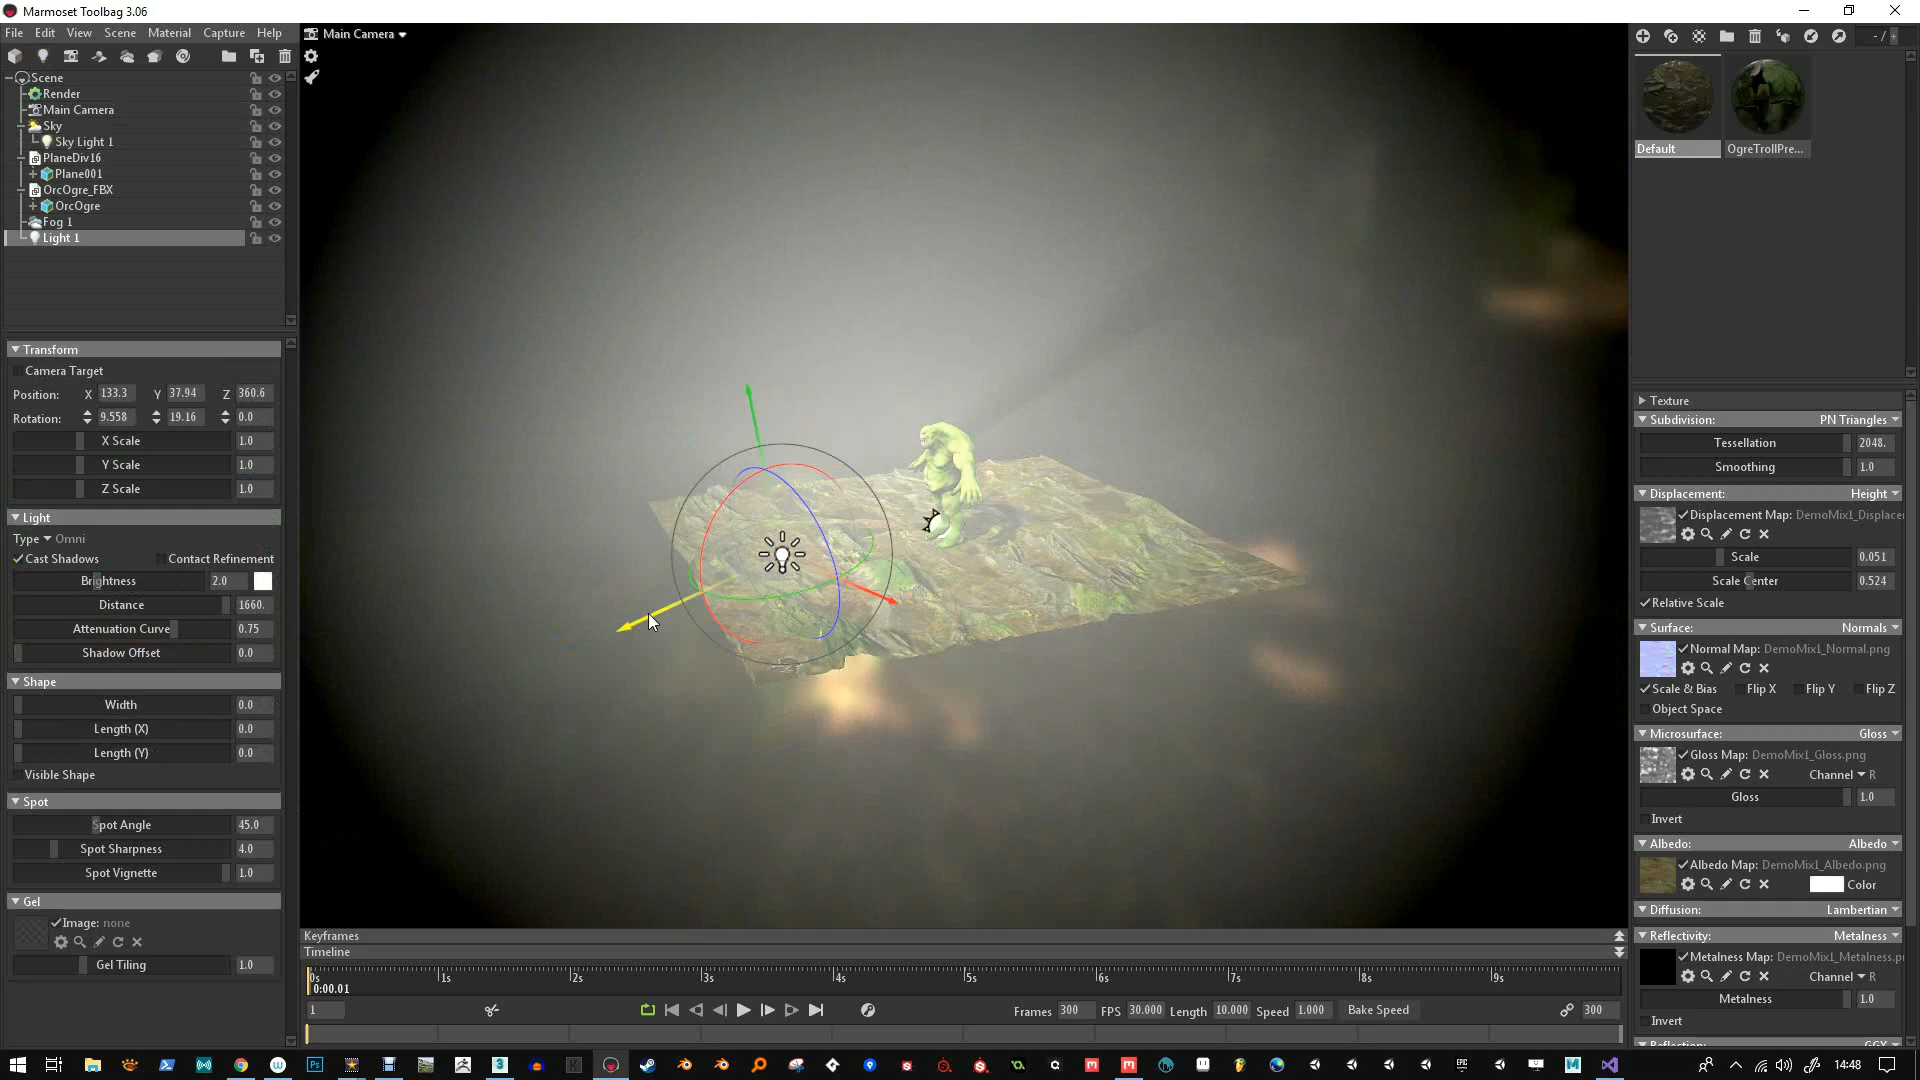 Marmoset Toolbag 3.06
File Edit View Scene Material Capture Help
Main Camera
- /
Scene
Render
Main Camera
Sky
Sky Light 1
PlaneDiv16
Plane001
OrcOgre_FBX
OrcOgre
Fog 1
Light 1
Default
OgreTrollPre...
Transform
Camera Target
Position: X 133.3 Y 37.94 Z 360.6
Rotation: 9.558 19.16 0.0
X Scale 1.0
Y Scale 1.0
Z Scale 1.0
Light
Type Omni
Cast Shadows Contact Refinement
Brightness 2.0
Distance 1660.
Attenuation Curve 0.75
Shadow Offset 0.0
Shape
Width 0.0
Length (X) 0.0
Length (Y) 0.0
Visible Shape
Spot
Spot Angle 45.0
Spot Sharpness 4.0
Spot Vignette 1.0
Gel
Image: none
Gel Tiling 1.0
Texture
Subdivision: PN Triangles
Tessellation 2048.
Smoothing 1.0
Displacement: Height
Displacement Map: DemoMix1_Displacer
Scale 0.051
Scale Center 0.524
Relative Scale
Surface: Normals
Normal Map: DemoMix1_Normal.png
Scale & Bias Flip X Flip Y Flip Z
Object Space
Microsurface: Gloss
Gloss Map: DemoMix1_Gloss.png
Channel R
Gloss 1.0
Invert
Albedo: Albedo
Albedo Map: DemoMix1_Albedo.png
Color
Diffusion: Lambertian
Reflectivity: Metalness
Metalness Map: DemoMix1_Metalness.p
Channel R
Metalness 1.0
Invert
Reflection: GGX
Keyframes
Timeline
0s 1s 2s 3s 4s 5s 6s 7s 8s 9s
0:00.01
1
Frames 300 FPS 30.000 Length 10.000 Speed 1.000 Bake Speed 300
14:48